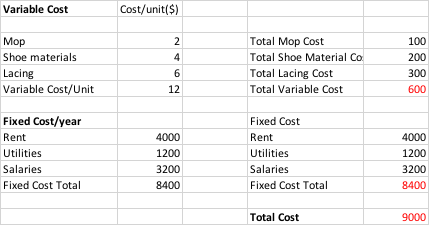 Variable Cost Cost/unit($)
Mop 2 Total Mop Cost 100
Shoe materials 4 Total Shoe Material Co 200
Lacing 6 Total Lacing Cost 300
Variable Cost/Unit 12 Total Variable Cost 600
Fixed Cost/year Fixed Cost
Rent 4000 Rent 4000
Utilities 1200 Utilities 1200
Salaries 3200 Salaries 3200
Fixed Cost Total 8400 Fixed Cost Total 8400
Total Cost 9000